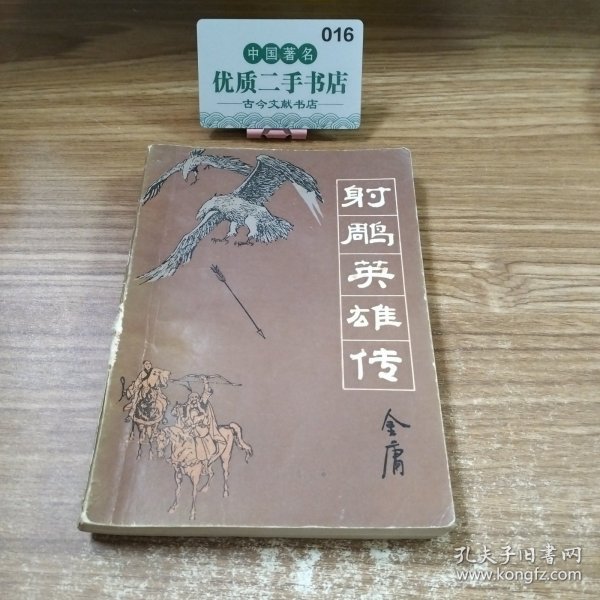 016
中国著名
优质二手书店
古今文献书店
射雕英雄传
金庸
孔夫子旧书网
www.kongfz.com